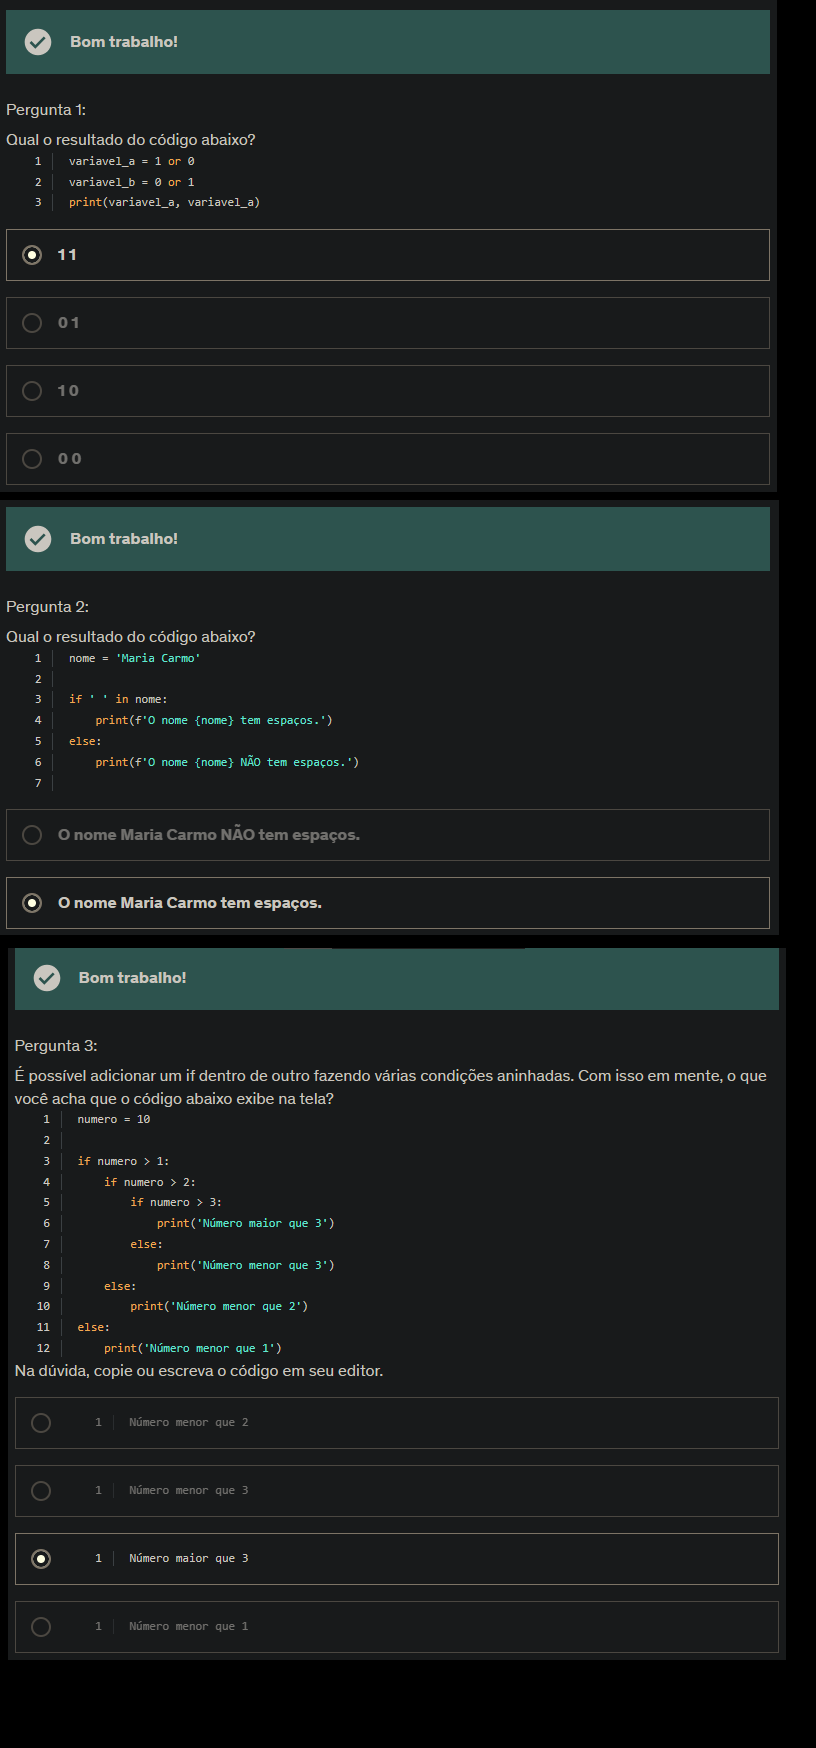 Bom trabalho!
Pergunta 1:
Qual o resultado do código abaixo?
1 variavel_a = 1 or 0
2 variavel_b = 0 or 1
3 print(variavel_a, variavel_a)
1 1
0 1
1 0
0 0
Bom trabalho!
Pergunta 2:
Qual o resultado do código abaixo?
1 nome = 'Maria Carmo'
2
3 if ' ' in nome:
4     print(f'O nome {nome} tem espaços.')
5 else:
6     print(f'O nome {nome} NÃO tem espaços.')
7
O nome Maria Carmo NÃO tem espaços.
O nome Maria Carmo tem espaços.
Bom trabalho!
Pergunta 3:
É possível adicionar um if dentro de outro fazendo várias condições aninhadas. Com isso em mente, o que
você acha que o código abaixo exibe na tela?
1 numero = 10
2
3 if numero > 1:
4     if numero > 2:
5         if numero > 3:
6             print('Número maior que 3')
7         else:
8             print('Número menor que 3')
9     else:
10         print('Número menor que 2')
11 else:
12     print('Número menor que 1')
Na dúvida, copie ou escreva o código em seu editor.
1 Número menor que 2
1 Número menor que 3
1 Número maior que 3
1 Número menor que 1